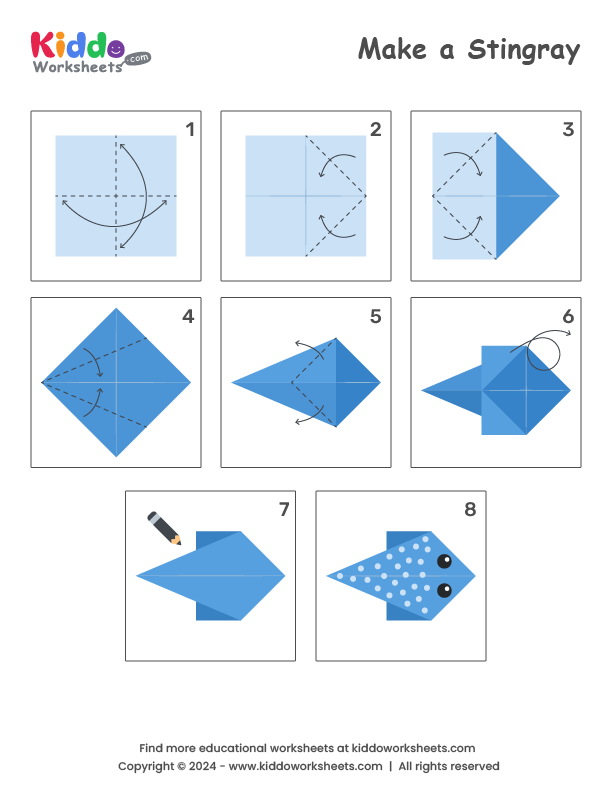 Kiddo
Worksheets
.com
Make a Stingray
1
2
3
4
5
6
7
8
Find more educational worksheets at kiddoworksheets.com
Copyright © 2024 - www.kiddoworksheets.com | All rights reserved